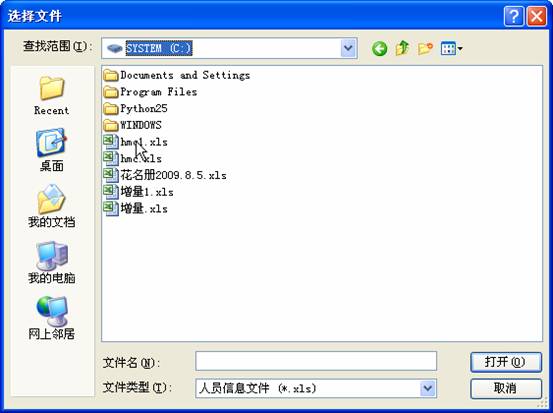 选择文件
查找范围(I):
SYSTEM (C:)
Recent
桌面
我的文档
我的电脑
网上邻居
Documents and Settings
Program Files
Python25
WINDOWS
hmc1.xls
hmc.xls
花名册2009.8.5.xls
增量1.xls
增量.xls
文件名(N):
打开(O)
文件类型(T):
人员信息文件 (*.xls)
取消